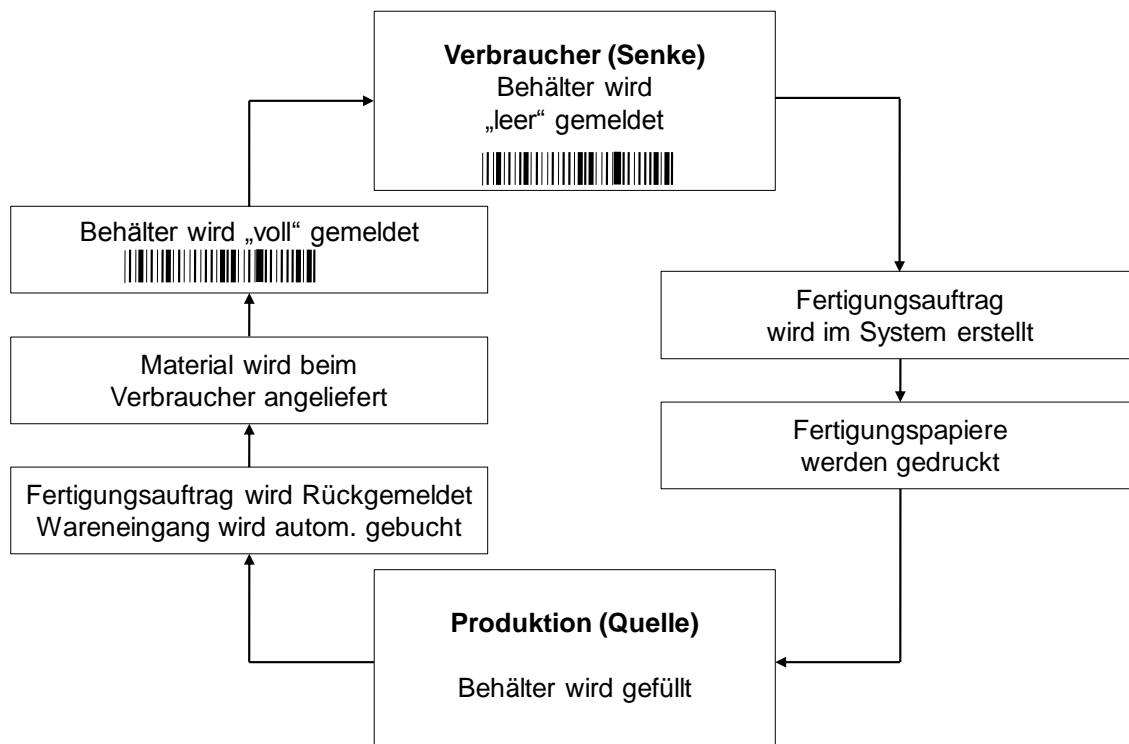 Verbraucher (Senke)
Behälter wird
„leer“ gemeldet
Fertigungsauftrag
wird im System erstellt
Fertigungspapiere
werden gedruckt
Produktion (Quelle)
Behälter wird gefüllt
Fertigungsauftrag wird Rückgemeldet
Wareneingang wird autom. gebucht
Material wird beim
Verbraucher angeliefert
Behälter wird „voll“ gemeldet